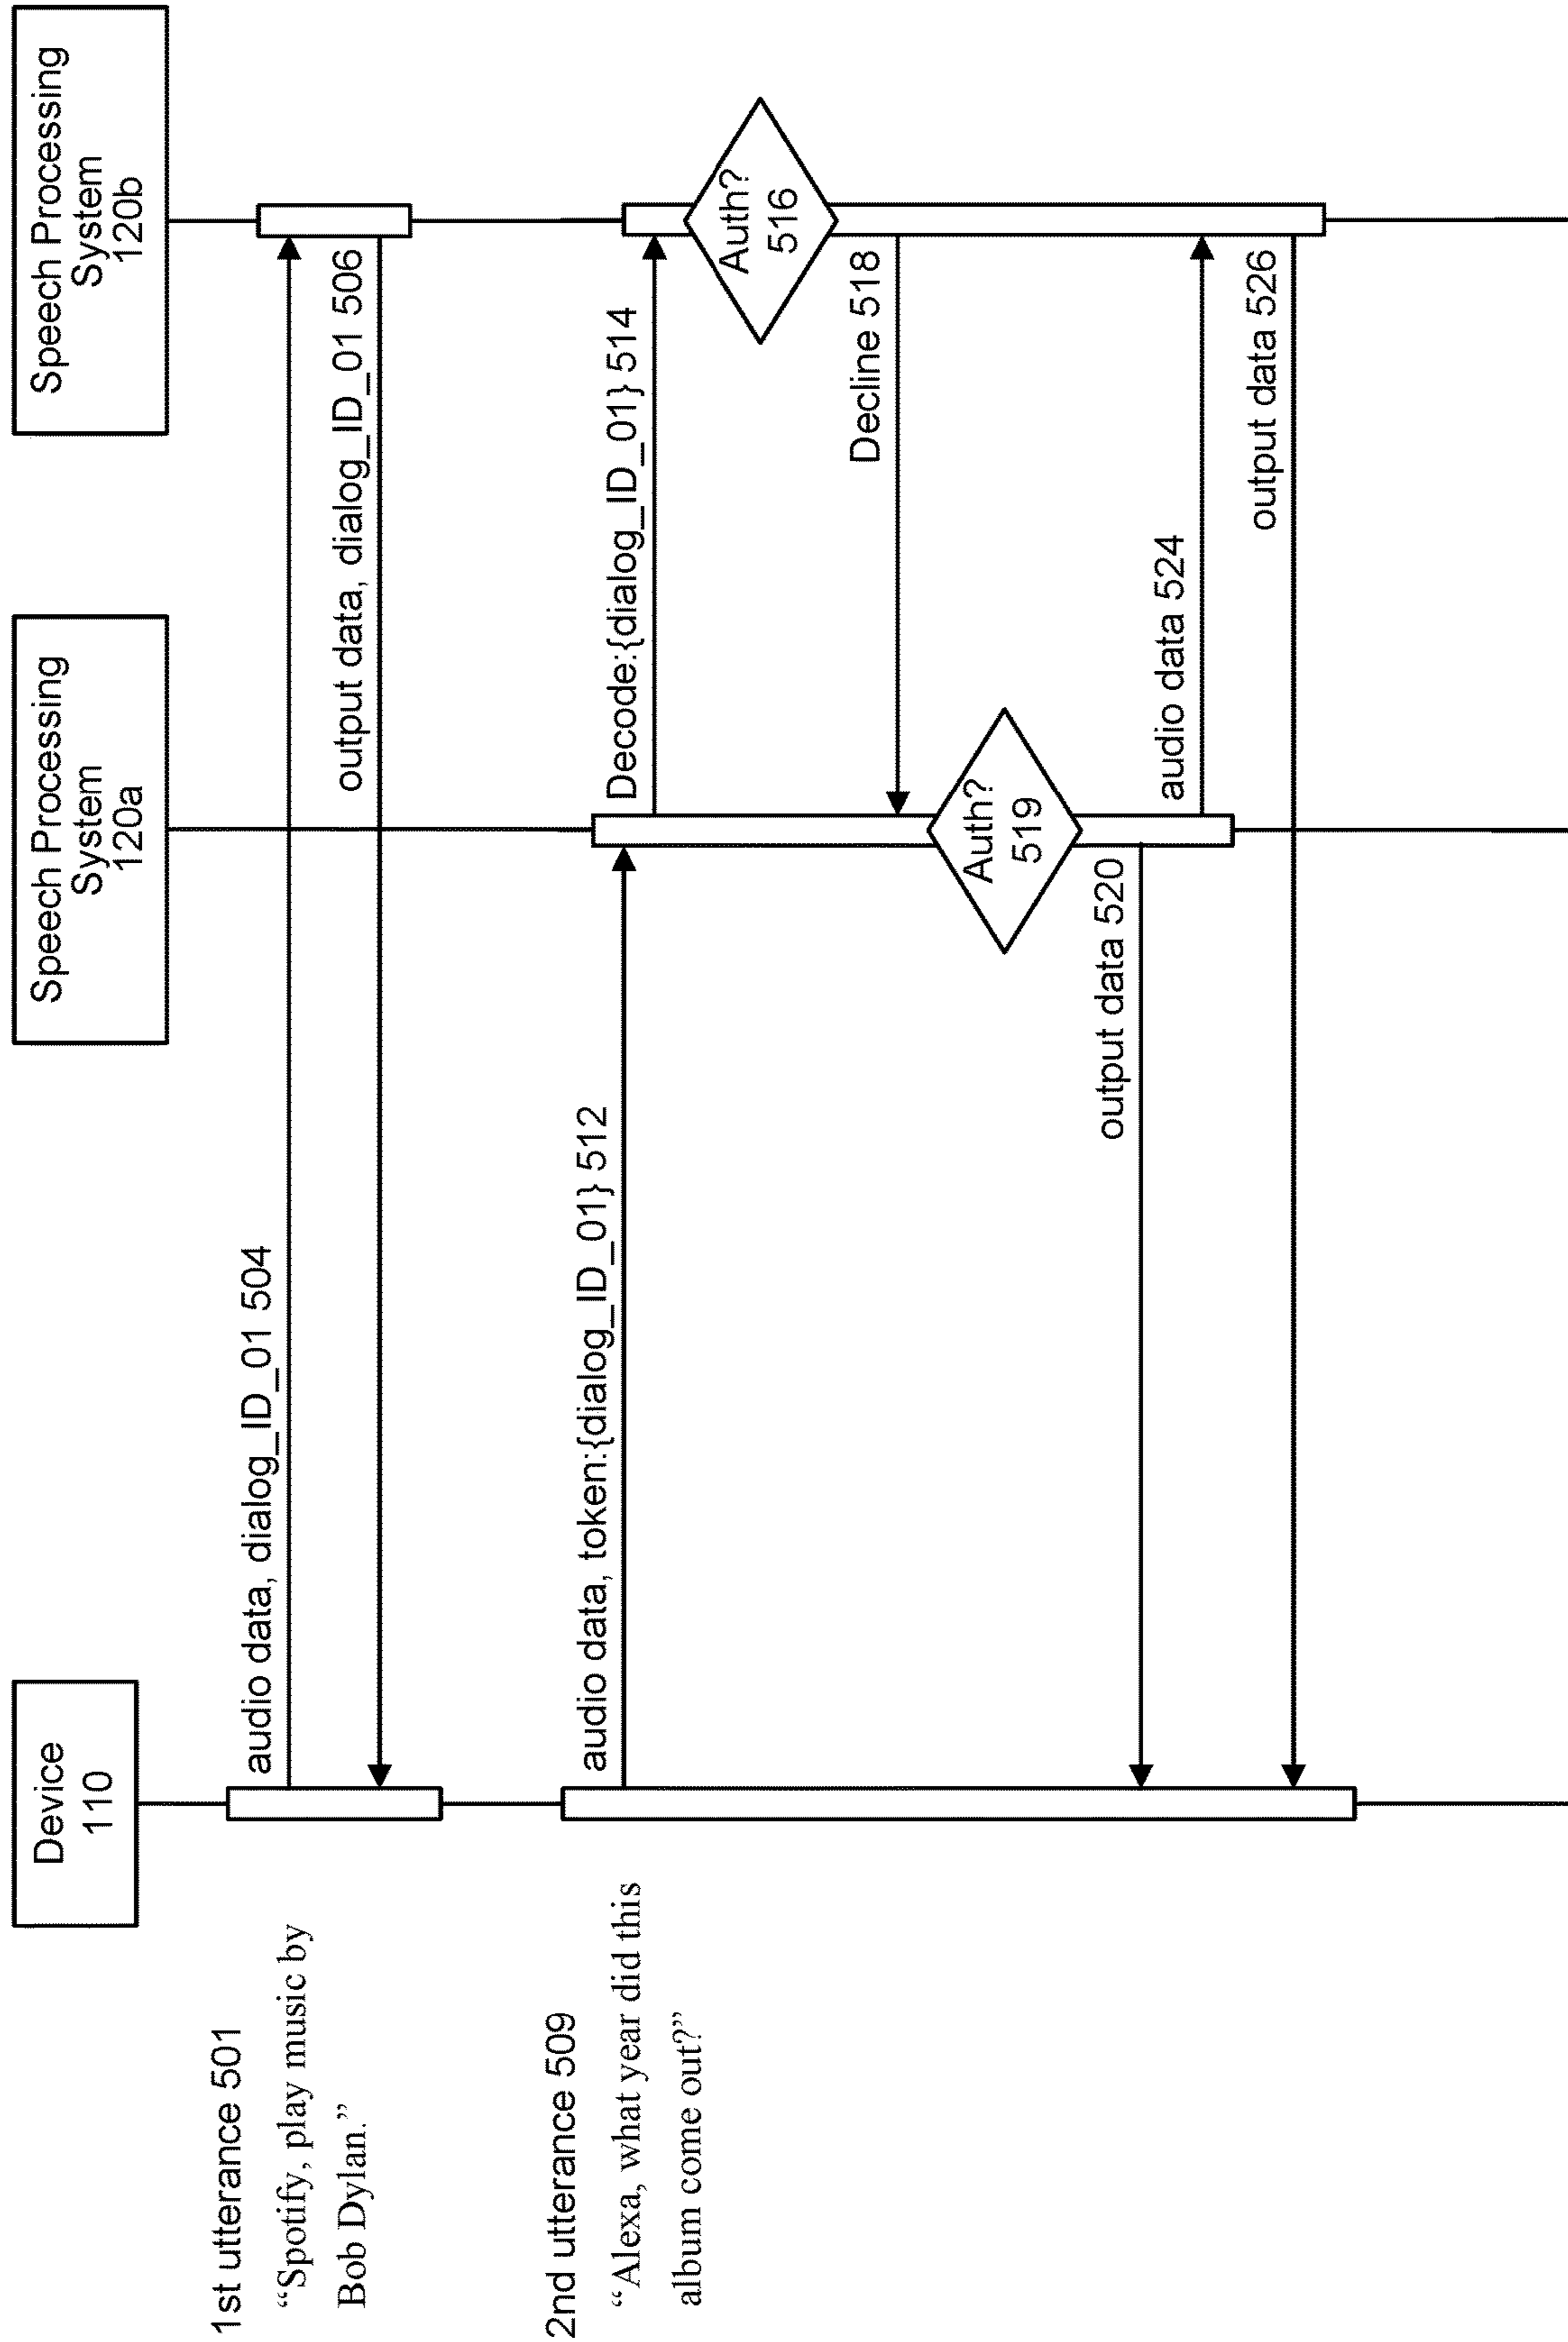 Device
110
Speech Processing
System
120a
Speech Processing
System
120b
1st utterance 501
“Spotify, play music by
Bob Dylan.”
audio data, dialog_ID_01 504
output data, dialog_ID_01 506
2nd utterance 509
“Alexa, what year did this
album come out?”
audio data, token:{dialog_ID_01} 512
Decode:{dialog_ID_01} 514
Auth?
516
Decline 518
Auth?
519
output data 520
audio data 524
output data 526